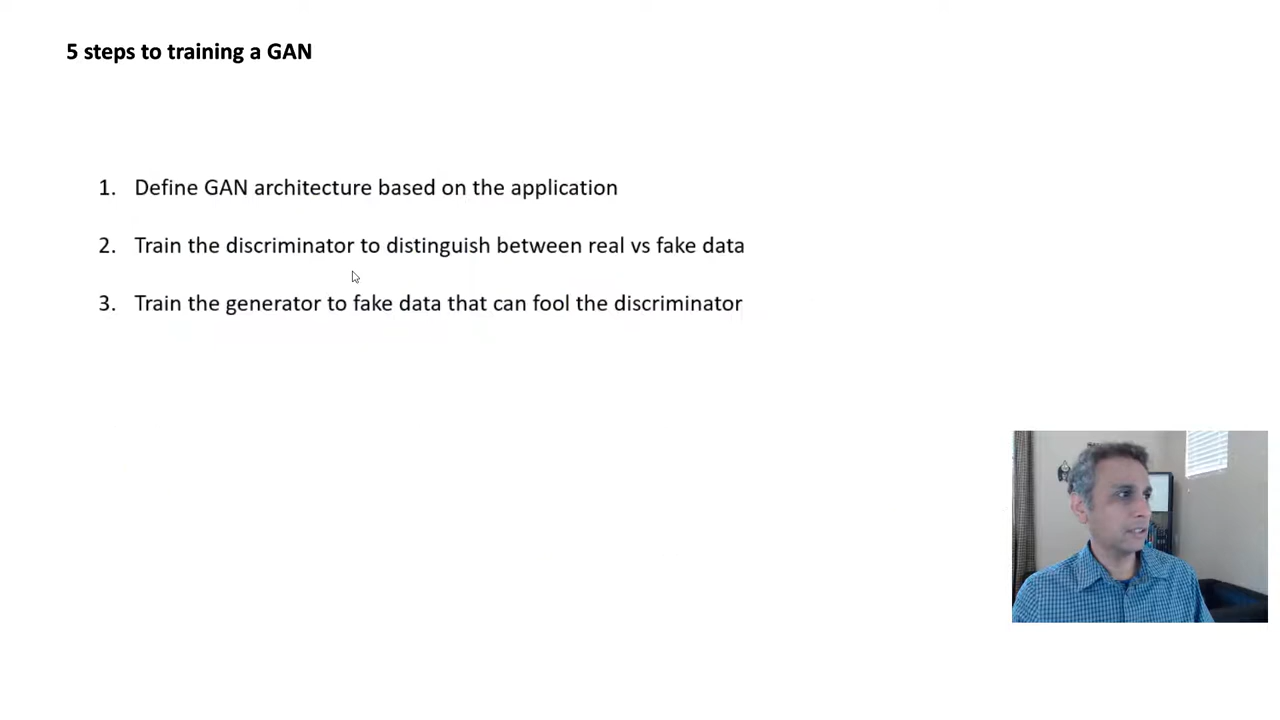 5 steps to training a GAN
1. Define GAN architecture based on the application
2. Train the discriminator to distinguish between real vs fake data
3. Train the generator to fake data that can fool the discriminator